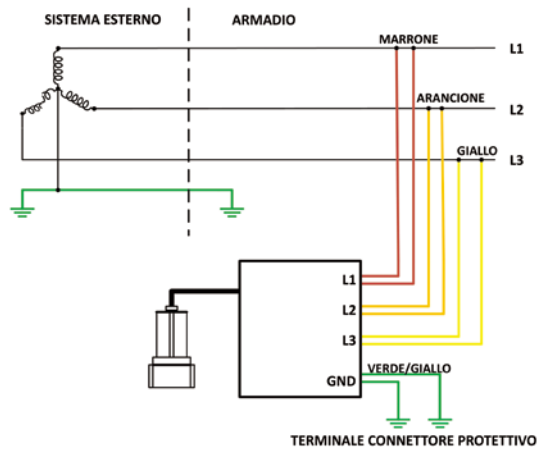 SISTEMA ESTERNO
ARMADIO
MARRONE
L1
ARANCIONE
L2
GIALLO
L3
L1
L2
L3
VERDE/GIALLO
GND
TERMINALE CONNETTORE PROTETTIVO